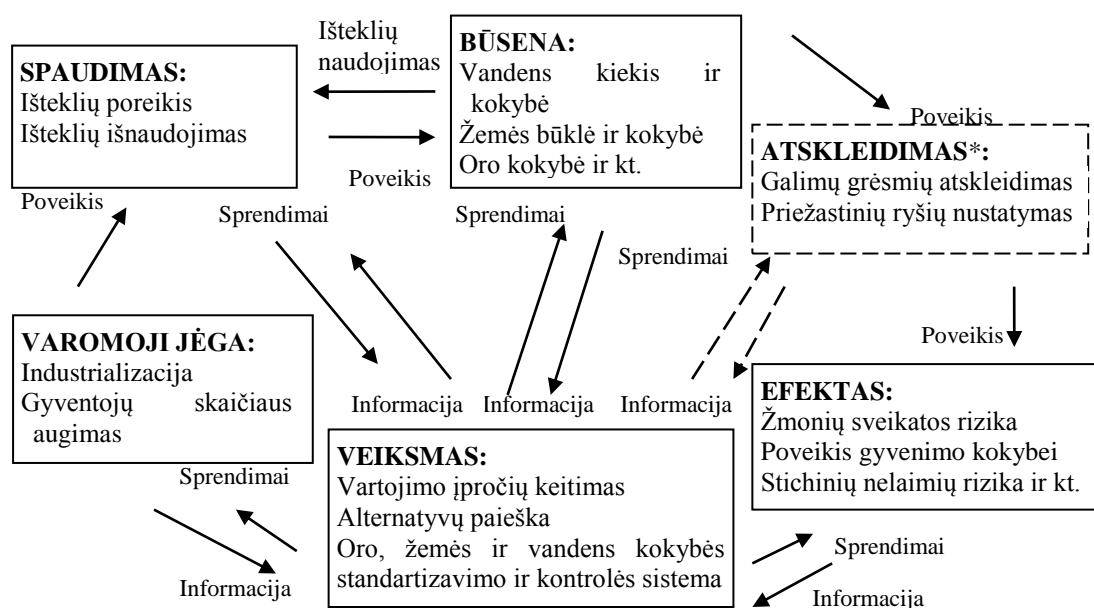 SPAUDIMAS:
Išteklių poreikis
Išteklių išnaudojimas
Išteklių
naudojimas
Poveikis
BŪSENA:
Vandens kiekis ir
kokybė
Žemės būklė ir kokybė
Oro kokybė ir kt.
Poveikis
ATSKLEIDIMAS*:
Galimų grėsmių atskleidimas
Priežastinių ryšių nustatymas
Poveikis
Sprendimai
Sprendimai
Sprendimai
VAROMOJI JĖGA:
Industrializacija
Gyventojų skaičiaus
augimas
Poveikis
EFEKTAS:
Žmonių sveikatos rizika
Poveikis gyvenimo kokybei
Stichinių nelaimių rizika ir kt.
Informacija
Informacija
Informacija
Sprendimai
VEIKSMAS:
Vartojimo įpročių keitimas
Alternatyvų paieška
Oro, žemės ir vandens kokybės
standartizavimo ir kontrolės sistema
Informacija
Sprendimai
Informacija